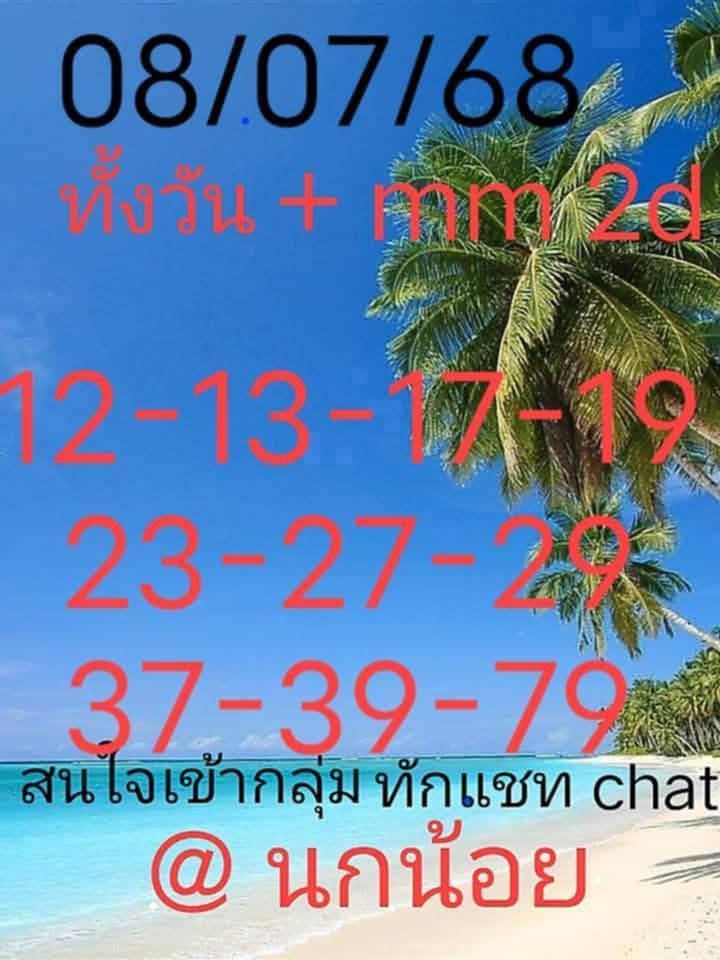 08/07/68
ทั้งวัน + mm 2d
12-13-17-19
23-27-29
37-39-79
สนใจเข้ากลุ่ม ทักแชท chat
@ นกน้อย